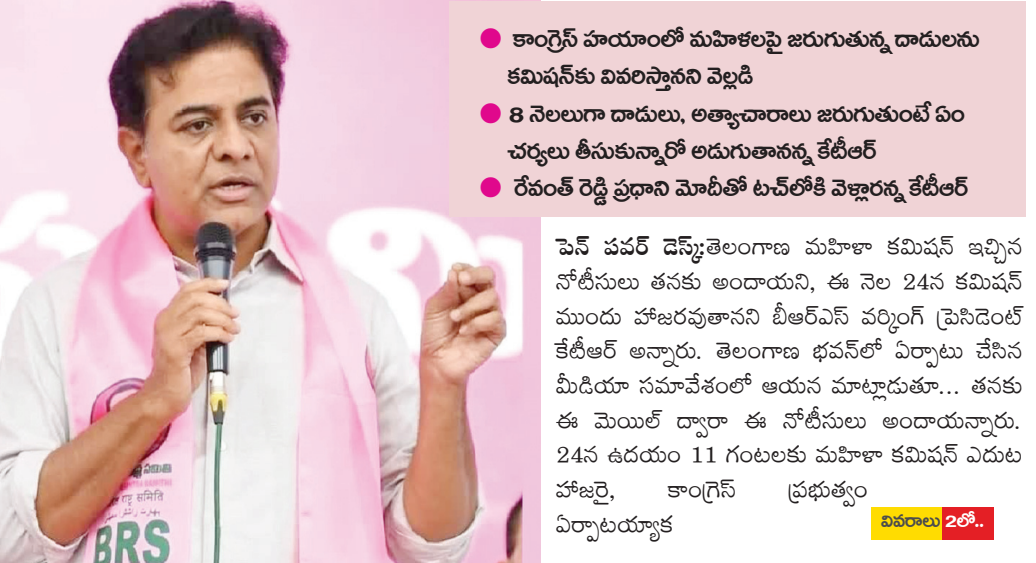 ● కాంగ్రెస్ హయాంలో మహిళలపై జరుగుతున్న దాడులను
కమిషన్‌కు వివరిస్తానని వెల్లడి
● 8 నెలలుగా దాడులు, అత్యాచారాలు జరుగుతుంటే ఏం
చర్యలు తీసుకున్నారో అడుగుతానన్న కేటీఆర్
● రేవంత్ రెడ్డి ప్రధాని మోదీతో టచ్‌లోకి వెళ్లారన్న కేటీఆర్
పెన్ పవర్ డెస్క్:తెలంగాణ మహిళా కమిషన్ ఇచ్చిన
నోటీసులు తనకు అందాయని, ఈ నెల 24న కమిషన్
ముందు హాజరవుతానని బీఆర్ఎస్ వర్కింగ్ ప్రెసిడెంట్
కేటీఆర్ అన్నారు. తెలంగాణ భవన్‌లో ఏర్పాటు చేసిన
మీడియా సమావేశంలో ఆయన మాట్లాడుతూ... తనకు
ఈ మెయిల్ ద్వారా ఈ నోటీసులు అందాయన్నారు.
24న ఉదయం 11 గంటలకు మహిళా కమిషన్ ఎదుట
హాజరై, కాంగ్రెస్ ప్రభుత్వం
ఏర్పాటయ్యాక
వివరాలు 2లో..
समिति
BRS